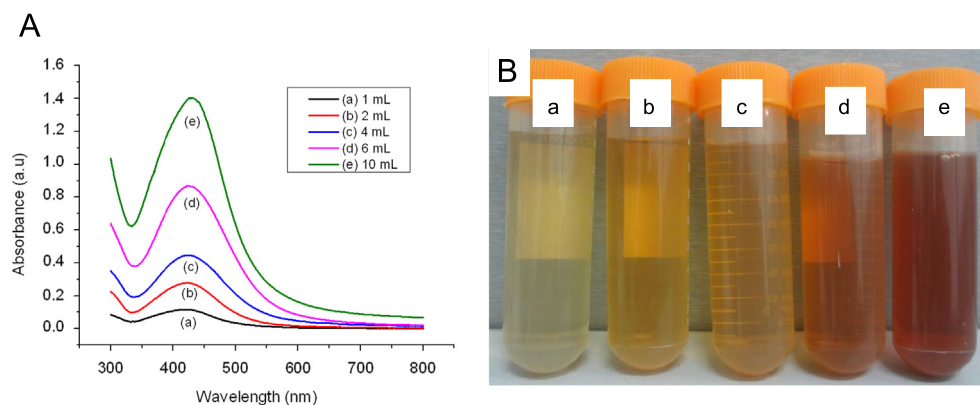 A
1.6
1.4
1.2
1.0
0.8
0.6
0.4
0.2
0.0
Absorbance (a.u)
300 400 500 600 700 800
Wavelength (nm)
(a) 1 mL
(b) 2 mL
(c) 4 mL
(d) 6 mL
(e) 10 mL
(e)
(d)
(c)
(b)
(a)
B
a b c d e